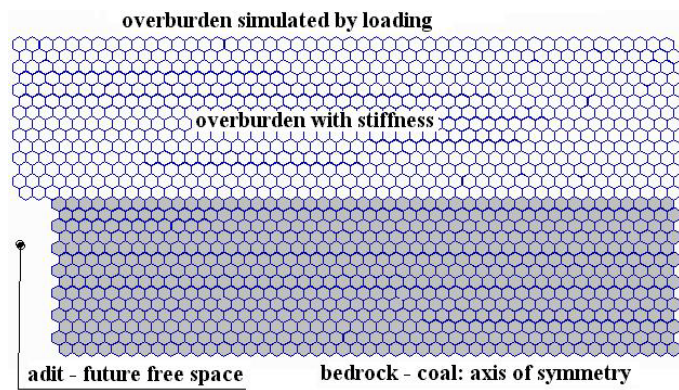 overburden simulated by loading
overburden with stiffness
adit - future free space
bedrock - coal: axis of symmetry